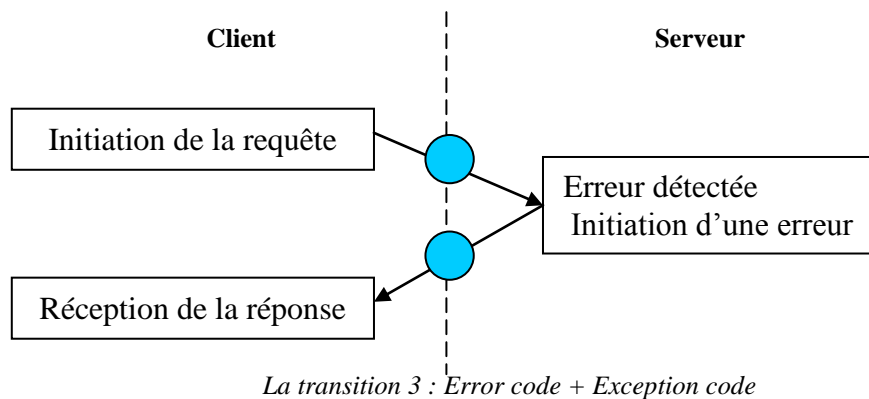 Client
Serveur
Initiation de la requête
Erreur détectée
Initiation d’une erreur
Réception de la réponse
La transition 3 : Error code + Exception code